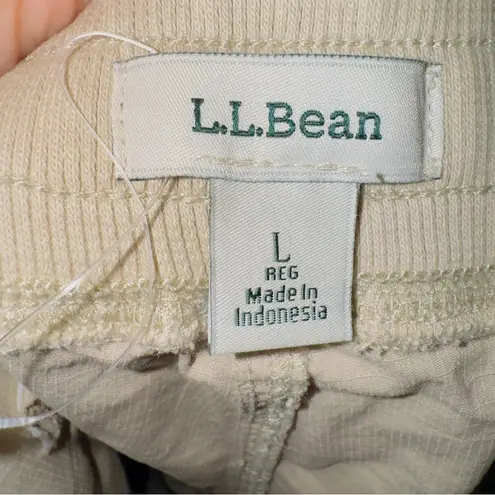 L.L.Bean
L
REG
Made In
Indonesia